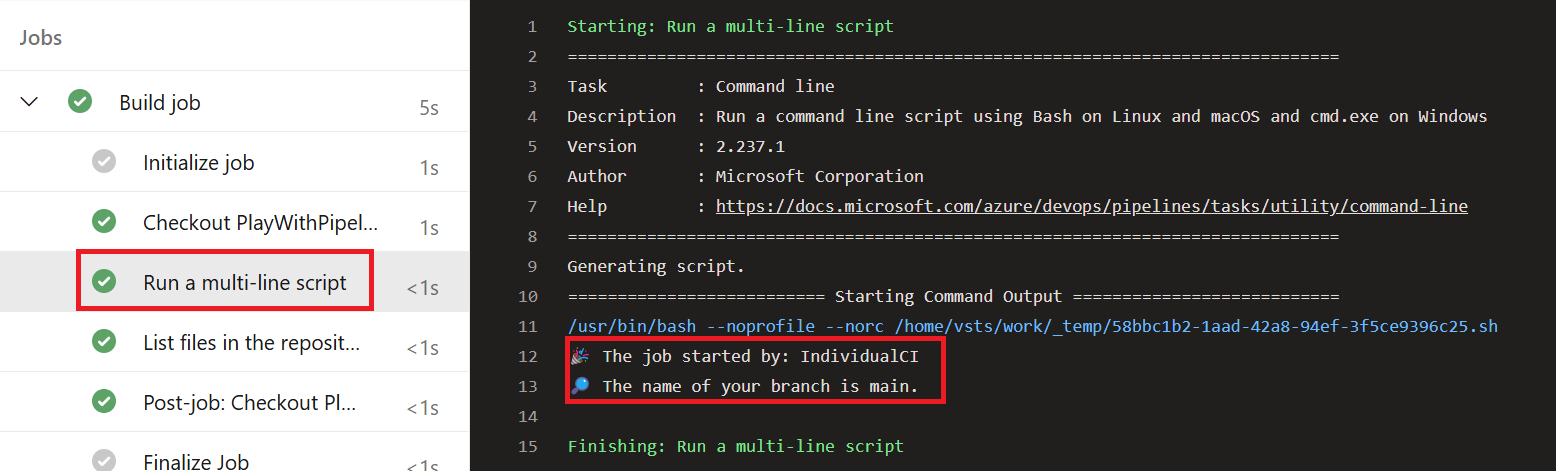 Jobs
Build job 5s
Initialize job 1s
Checkout PlayWithPipel... 1s
Run a multi-line script <1s
List files in the reposit... <1s
Post-job: Checkout Pl... <1s
Finalize Job <1s
1 Starting: Run a multi-line script
2 ==============================================================================
3 Task : Command line
4 Description : Run a command line script using Bash on Linux and macOS and cmd.exe on Windows
5 Version : 2.237.1
6 Author : Microsoft Corporation
7 Help : https://docs.microsoft.com/azure/devops/pipelines/tasks/utility/command-line
8 ==============================================================================
9 Generating script.
10 ========================== Starting Command Output ===========================
11 /usr/bin/bash --noprofile --norc /home/vsts/work/_temp/58bbc1b2-1aad-42a8-94ef-3f5ce9396c25.sh
12 🎉 The job started by: IndividualCI
13 🔎 The name of your branch is main.
14
15 Finishing: Run a multi-line script